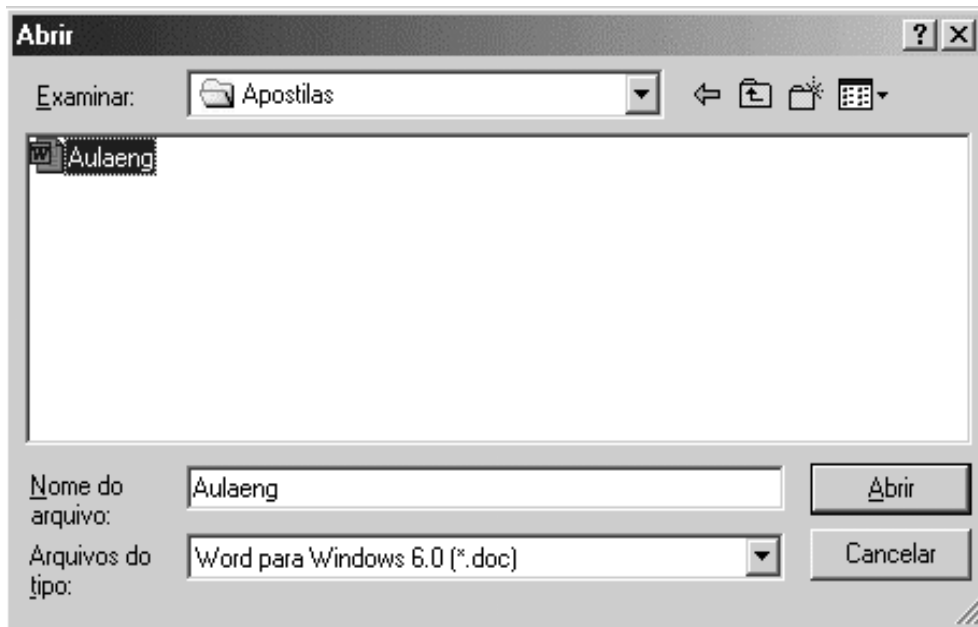 Abrir
Examinar:
Apostilas
Aulaeng
Nome do
arquivo:
Aulaeng
Abrir
Arquivos do
tipo:
Word para Windows 6.0 (*.doc)
Cancelar